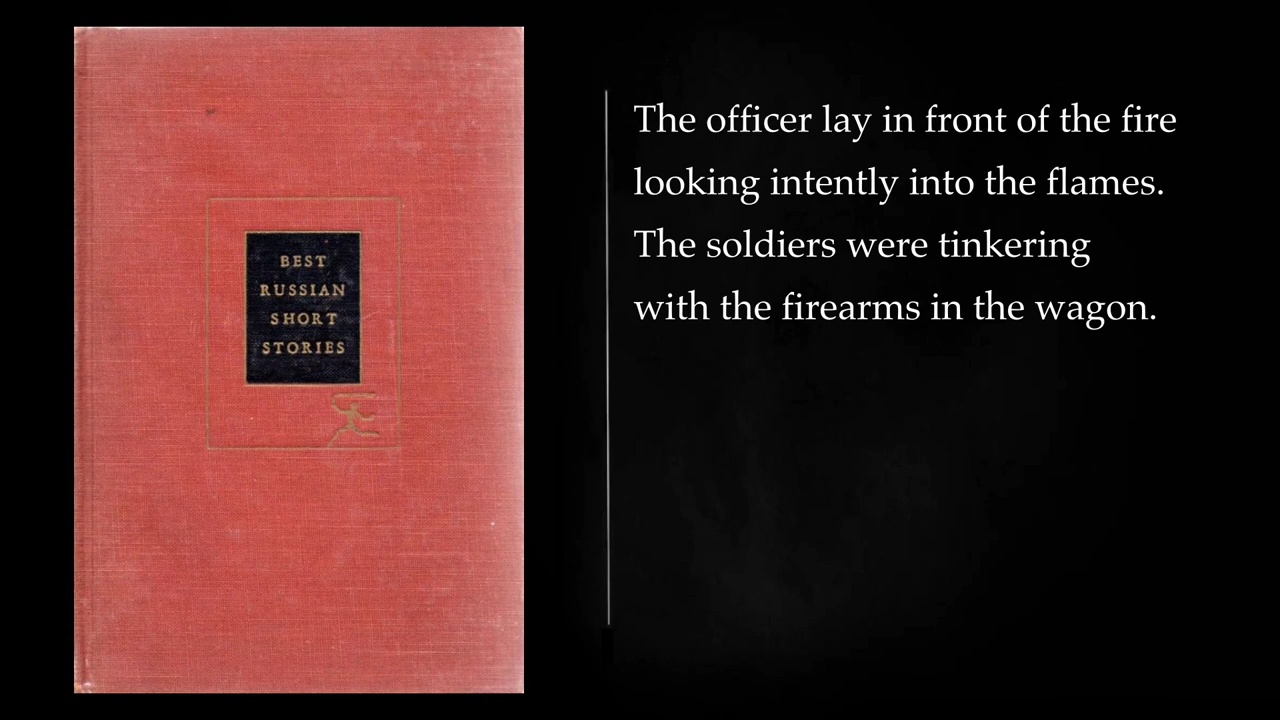 BEST
RUSSIAN
SHORT
STORIES
The officer lay in front of the fire
looking intently into the flames.
The soldiers were tinkering
with the firearms in the wagon.